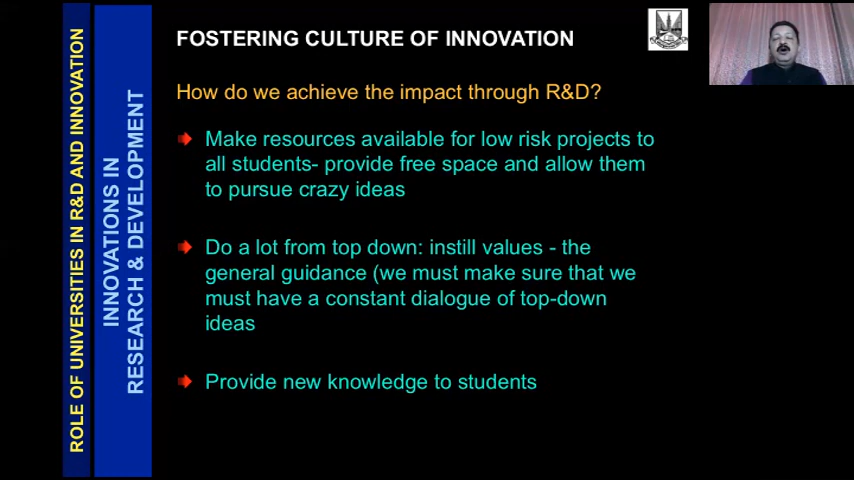 ROLE OF UNIVERSITIES IN R&D AND INNOVATION
INNOVATIONS IN
RESEARCH & DEVELOPMENT
FOSTERING CULTURE OF INNOVATION
How do we achieve the impact through R&D?
Make resources available for low risk projects to
all students- provide free space and allow them
to pursue crazy ideas
Do a lot from top down: instill values - the
general guidance (we must make sure that we
must have a constant dialogue of top-down
ideas
Provide new knowledge to students